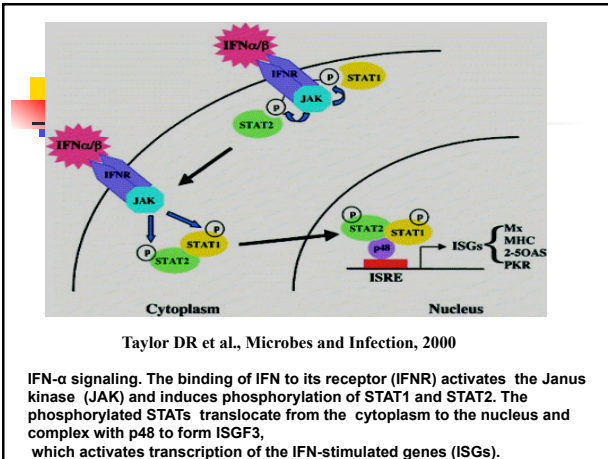 IFNα/β
IFNR
P
STAT1
JAK
P
STAT2
IFNα/β
IFNR
JAK
P
STAT1
P
STAT2
P
P
STAT2
STAT1
p48
ISGs
Mx
MHC
2-5OAS
PKR
ISRE
Cytoplasm
Nucleus
Taylor DR et al., Microbes and Infection, 2000
IFN-α signaling. The binding of IFN to its receptor (IFNR) activates the Janus
kinase (JAK) and induces phosphorylation of STAT1 and STAT2. The
phosphorylated STATs translocate from the cytoplasm to the nucleus and
complex with p48 to form ISGF3,
which activates transcription of the IFN-stimulated genes (ISGs).